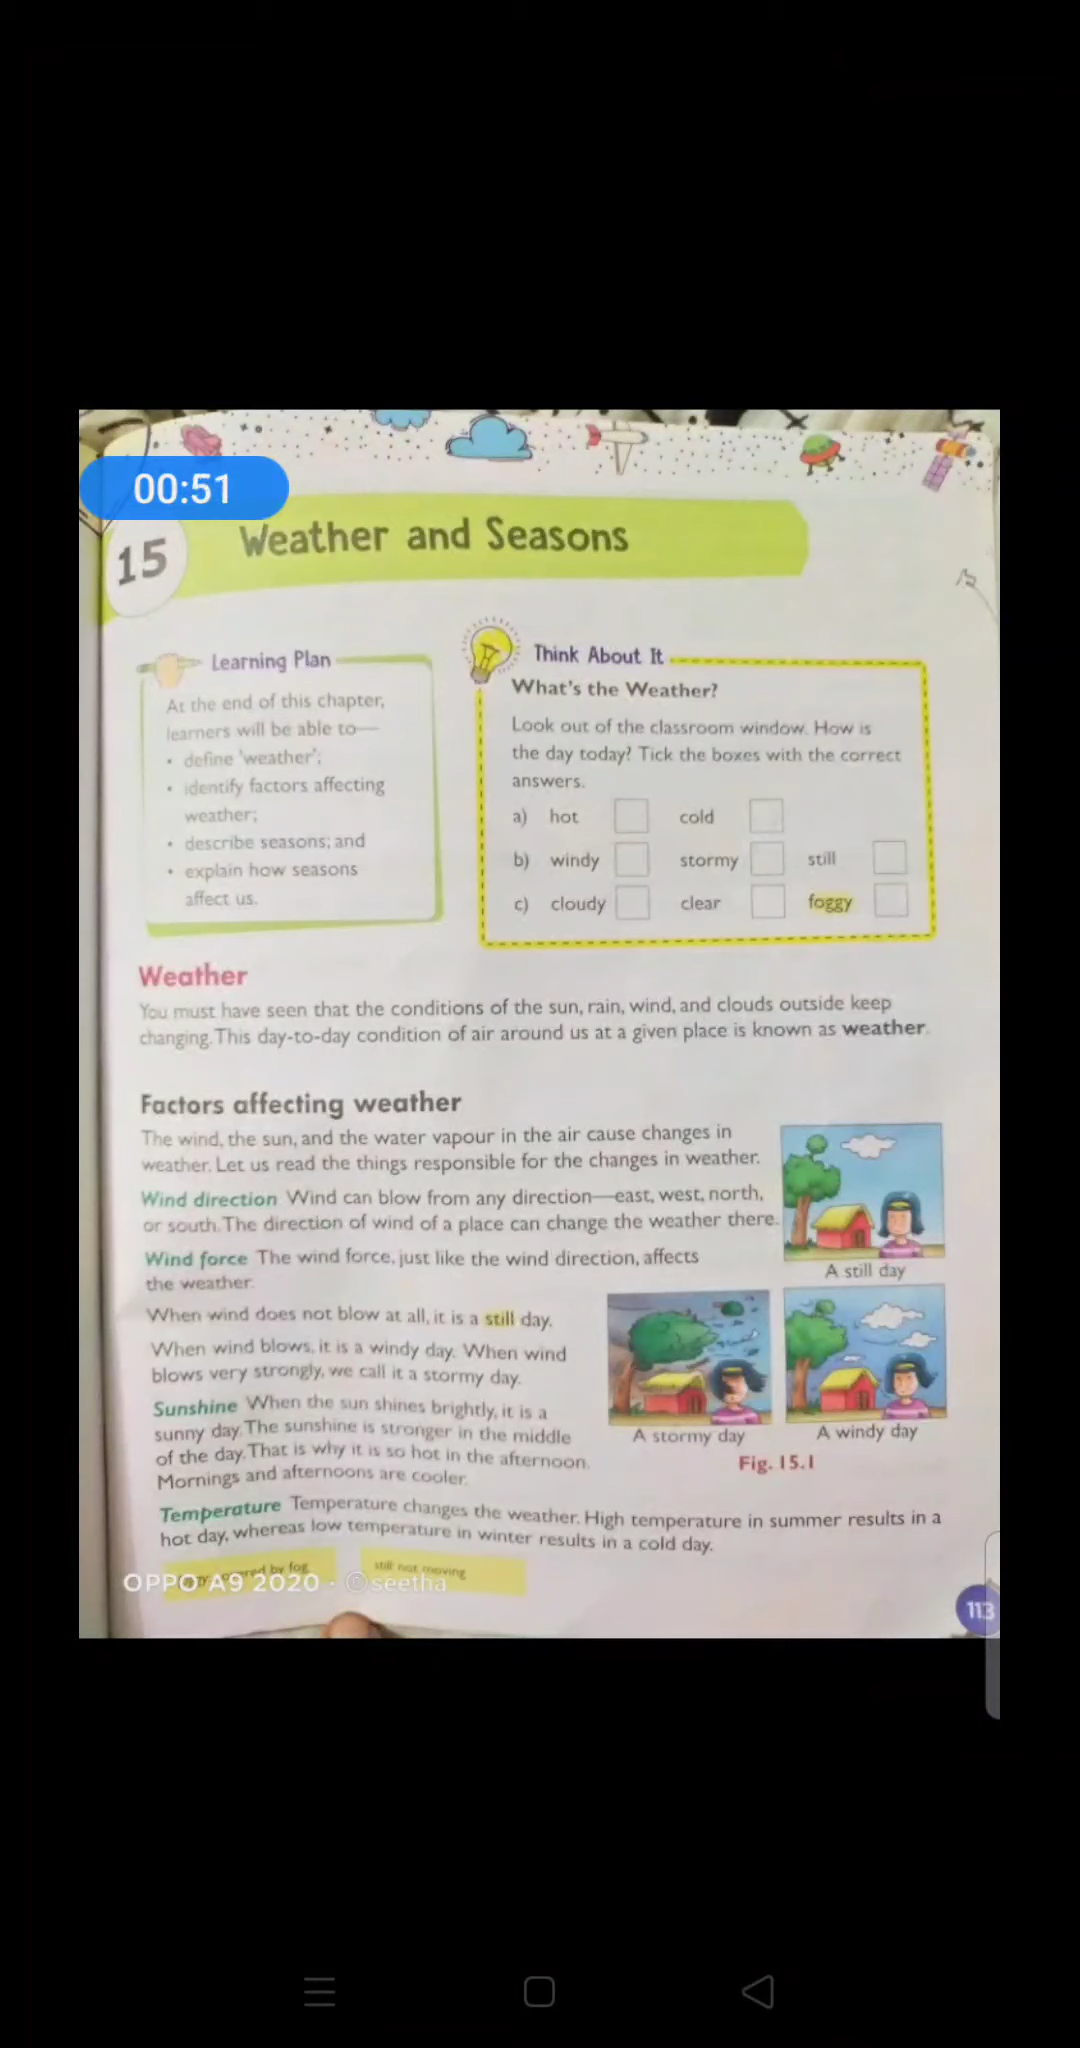 00:51
15
Weather and Seasons
Learning Plan
At the end of this chapter,
learners will be able to—
• define 'weather';
• identify factors affecting
weather;
• describe seasons; and
• explain how seasons
affect us.
Think About It
What's the Weather?
Look out of the classroom window. How is
the day today? Tick the boxes with the correct
answers.
a) hot cold
b) windy stormy still
c) cloudy clear foggy
Weather
You must have seen that the conditions of the sun, rain, wind, and clouds outside keep
changing. This day-to-day condition of air around us at a given place is known as weather.
Factors affecting weather
The wind, the sun, and the water vapour in the air cause changes in
weather. Let us read the things responsible for the changes in weather.
Wind direction Wind can blow from any direction—east, west, north,
or south. The direction of wind of a place can change the weather there.
Wind force The wind force, just like the wind direction, affects
the weather.
When wind does not blow at all, it is a still day.
When wind blows, it is a windy day. When wind
blows very strongly, we call it a stormy day.
Sunshine When the sun shines brightly, it is a
sunny day. The sunshine is stronger in the middle
of the day. That is why it is so hot in the afternoon.
Mornings and afternoons are cooler.
A still day
A stormy day
A windy day
Fig. 15.1
Temperature Temperature changes the weather. High temperature in summer results in a
hot day, whereas low temperature in winter results in a cold day.
by fog
still not moving
OPPO A9 2020 · ©seetha
113